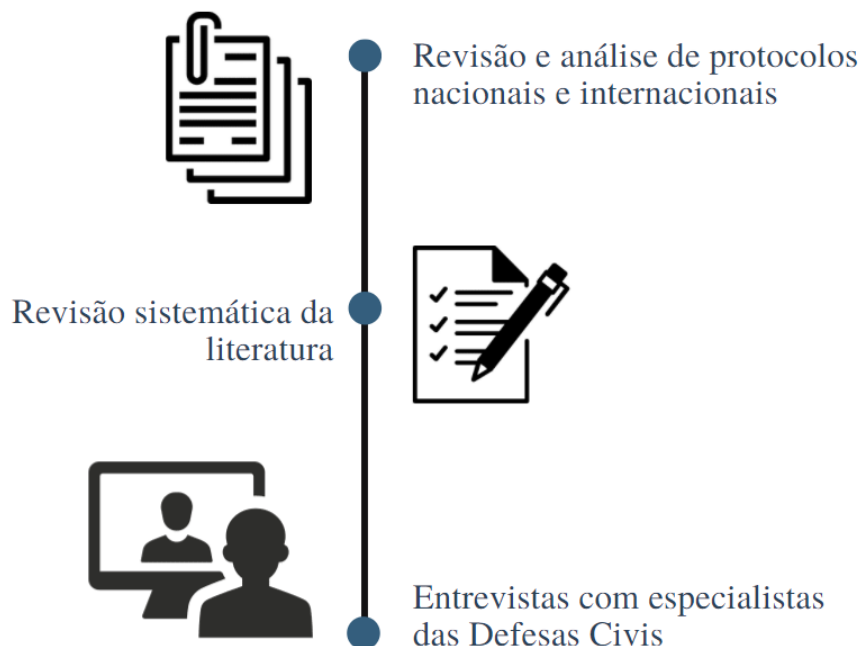 Revisão e análise de protocolos
nacionais e internacionais
Revisão sistemática da
literatura
Entrevistas com especialistas
das Defesas Civis